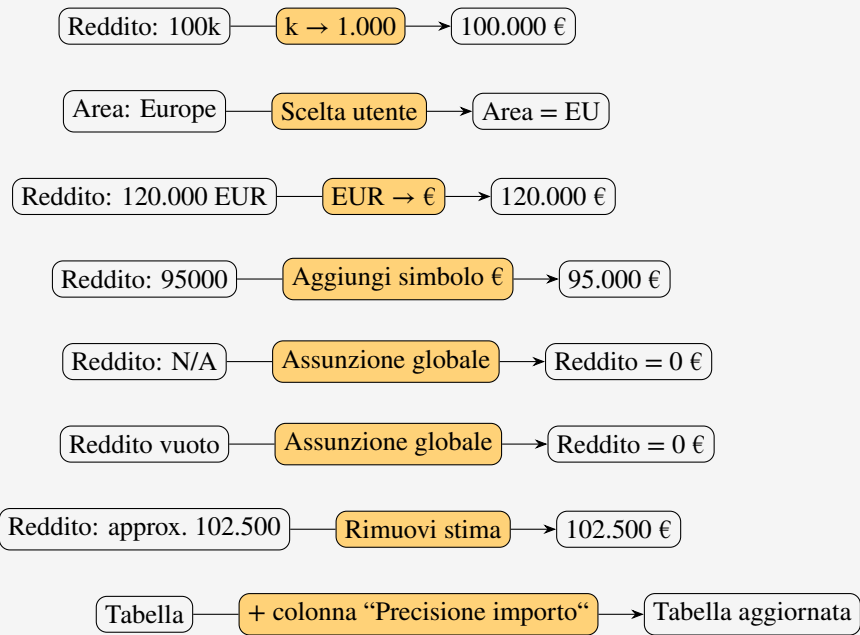 Reddito: 100k k → 1.000 100.000 €
Area: Europe Scelta utente Area = EU
Reddito: 120.000 EUR EUR → € 120.000 €
Reddito: 95000 Aggiungi simbolo € 95.000 €
Reddito: N/A Assunzione globale Reddito = 0 €
Reddito vuoto Assunzione globale Reddito = 0 €
Reddito: approx. 102.500 Rimuovi stima 102.500 €
Tabella + colonna “Precisione importo“ Tabella aggiornata